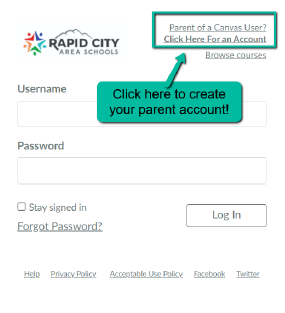 RAPID CITY
AREA SCHOOLS
Parent of a Canvas User?
Click Here For an Account
Browse courses
Click here to create
your parent account!
Username
Password
Stay signed in
Forgot Password?
Log In
Help Privacy Policy Acceptable Use Policy Facebook Twitter